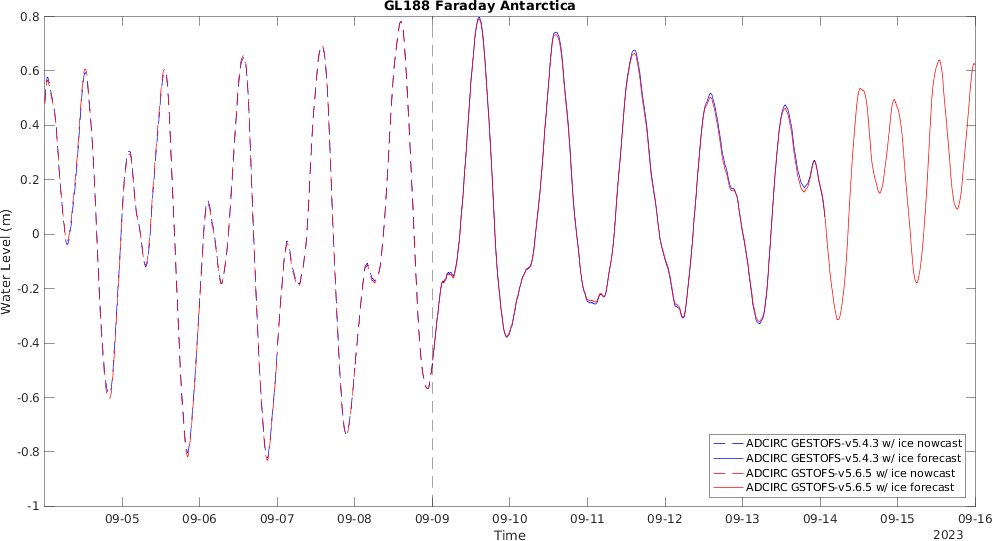 GL188 Faraday Antarctica
0.8
0.6
0.4
0.2
0
-0.2
-0.4
-0.6
-0.8
-1
Water Level (m)
09-05 09-06 09-07 09-08 09-09 09-10 09-11 09-12 09-13 09-14 09-15 09-16
Time
2023
ADCIRC GESTOFS-v5.4.3 w/ ice nowcast
ADCIRC GESTOFS-v5.4.3 w/ ice forecast
ADCIRC GSTOFS-v5.6.5 w/ ice nowcast
ADCIRC GSTOFS-v5.6.5 w/ ice forecast